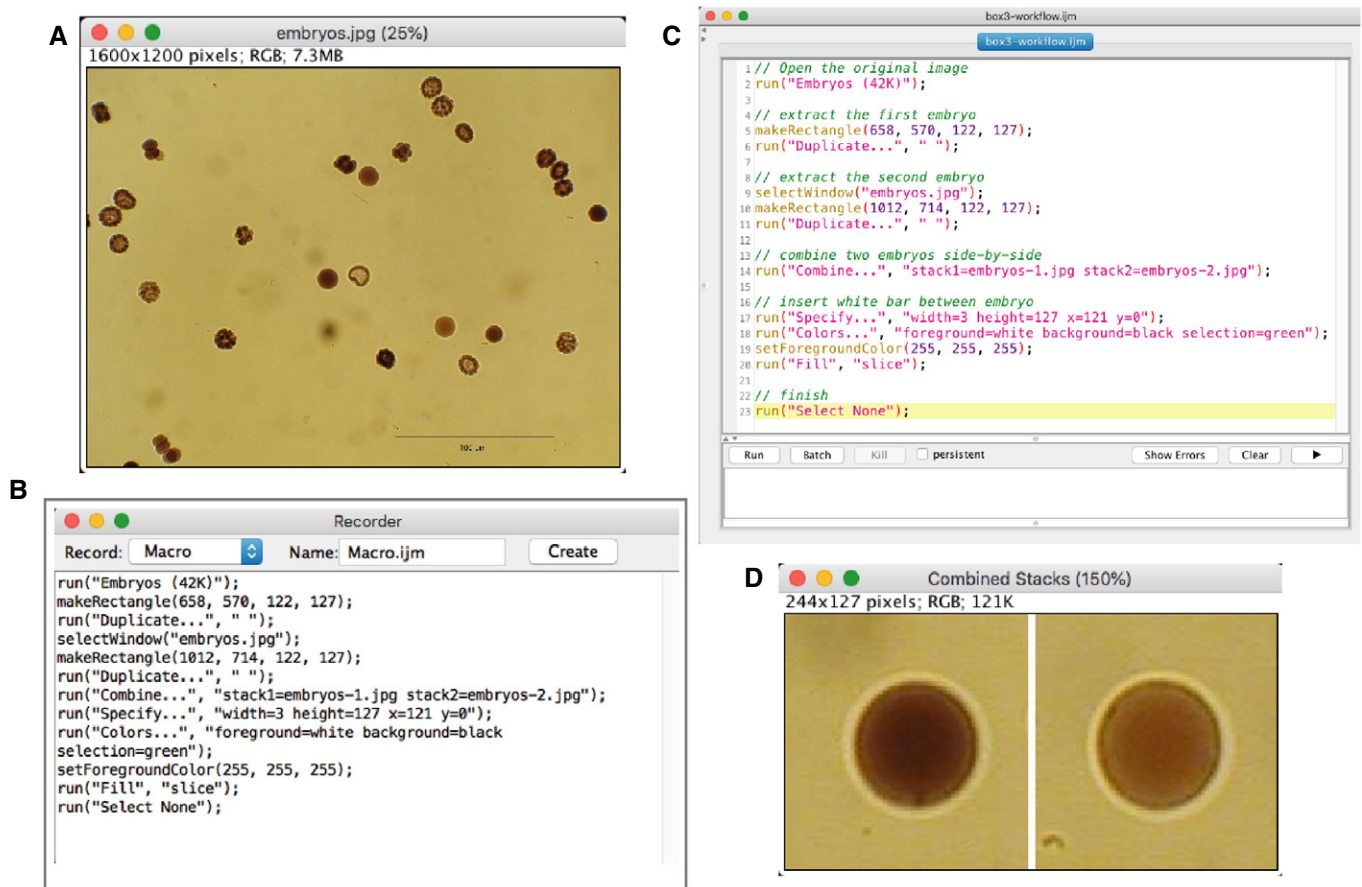 A
embryos.jpg (25%)
1600x1200 pixels; RGB; 7.3MB
100 um
B
Recorder
Record: Macro Name: Macro.ijm Create
run("Embryos (42K)");
makeRectangle(658, 570, 122, 127);
run("Duplicate...", " ");
selectWindow("embryos.jpg");
makeRectangle(1012, 714, 122, 127);
run("Duplicate...", " ");
run("Combine...", "stack1=embryos-1.jpg stack2=embryos-2.jpg");
run("Specify...", "width=3 height=127 x=121 y=0");
run("Colors...", "foreground=white background=black
selection=green");
setForegroundColor(255, 255, 255);
run("Fill", "slice");
run("Select None");
C
box3-workflow.ijm
box3-workflow.ijm
1 // Open the original image
2 run("Embryos (42K)");
3
4 // extract the first embryo
5 makeRectangle(658, 570, 122, 127);
6 run("Duplicate...", " ");
7
8 // extract the second embryo
9 selectWindow("embryos.jpg");
10 makeRectangle(1012, 714, 122, 127);
11 run("Duplicate...", " ");
12
13 // combine two embryos side-by-side
14 run("Combine...", "stack1=embryos-1.jpg stack2=embryos-2.jpg");
15
16 // insert white bar between embryo
17 run("Specify...", "width=3 height=127 x=121 y=0");
18 run("Colors...", "foreground=white background=black selection=green");
19 setForegroundColor(255, 255, 255);
20 run("Fill", "slice");
21
22 // finish
23 run("Select None");
Run Batch Kill persistent Show Errors Clear
D
Combined Stacks (150%)
244x127 pixels; RGB; 121K